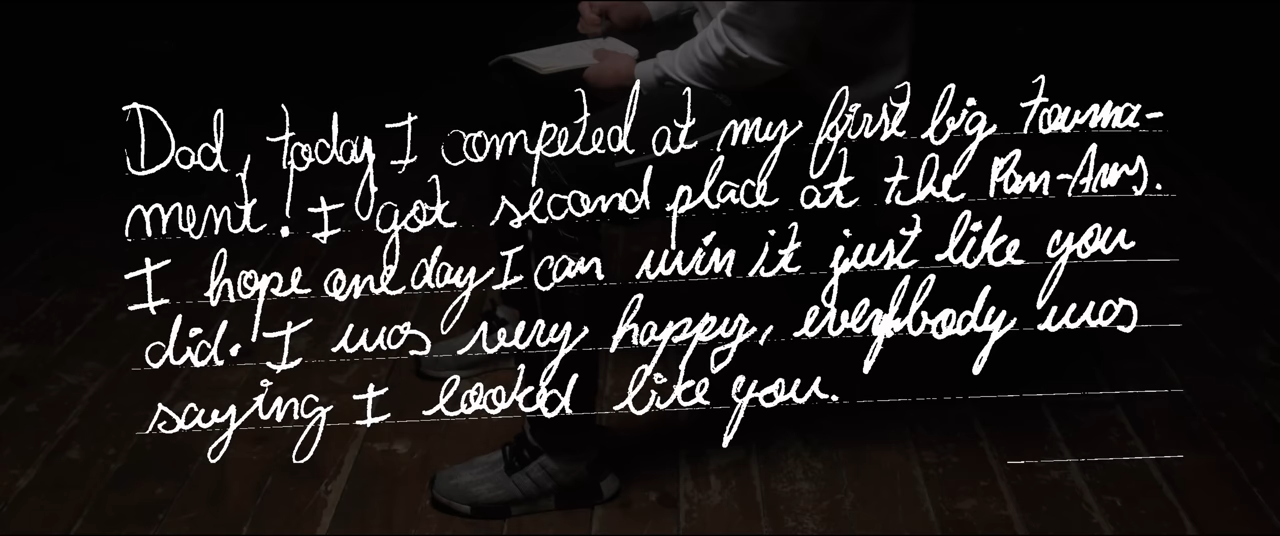 Dad, today I competed at my first big tourna-
ment! I got second place at the Pan-Ams.
I hope one day I can win it just like you
did. I was very happy, everybody was
saying I looked like you.